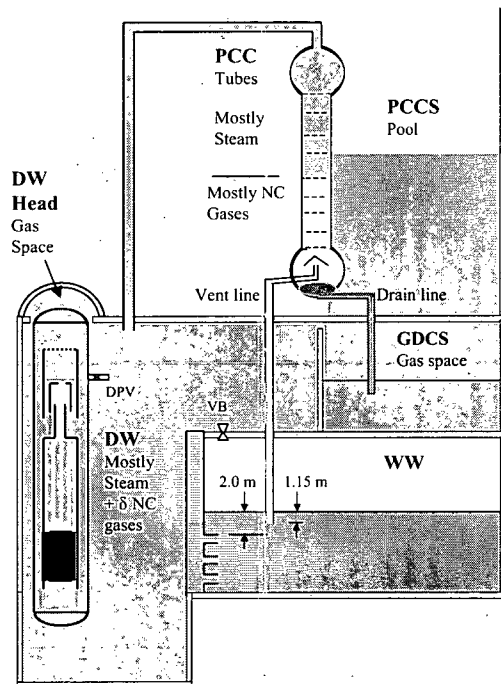 PCC
Tubes
Mostly
Steam
Mostly NC
Gases
PCCS
Pool
DW
Head
Gas
Space
Vent line
Drain line
GDCS
Gas space
DPV
VB
DW
Mostly
Steam
+ δ NC
gases
WW
2.0 m
1.15 m